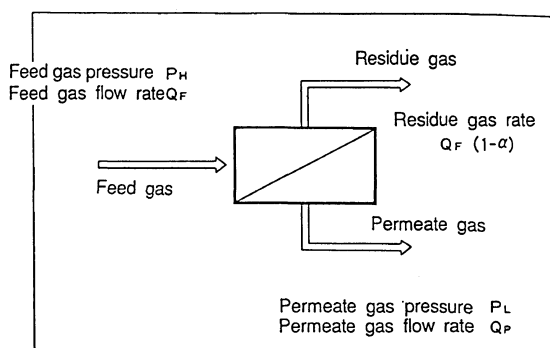 Feed gas pressure PH
Feed gas flow rateQF
Residue gas
Residue gas rate
QF (1-α)
Feed gas
Permeate gas
Permeate gas pressure PL
Permeate gas flow rate QP